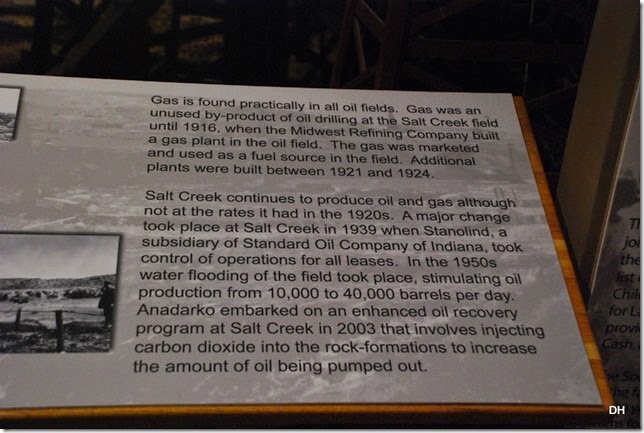 Gas is found practically in all oil fields.  Gas was an
unused by-product of oil drilling at the Salt Creek field
until 1916, when the Midwest Refining Company built
a gas plant in the oil field.  The gas was marketed
and used as a fuel source in the field.  Additional
plants were built between 1921 and 1924.
Salt Creek continues to produce oil and gas although
not at the rates it had in the 1920s.  A major change
took place at Salt Creek in 1939 when Stanolind, a
subsidiary of Standard Oil Company of Indiana, took
control of operations for all leases.  In the 1950s
water flooding of the field took place, stimulating oil
production from 10,000 to 40,000 barrels per day.
Anadarko embarked on an enhanced oil recovery
program at Salt Creek in 2003 that involves injecting
carbon dioxide into the rock-formations to increase
the amount of oil being pumped out.
the
list
for L
Cash,
DH